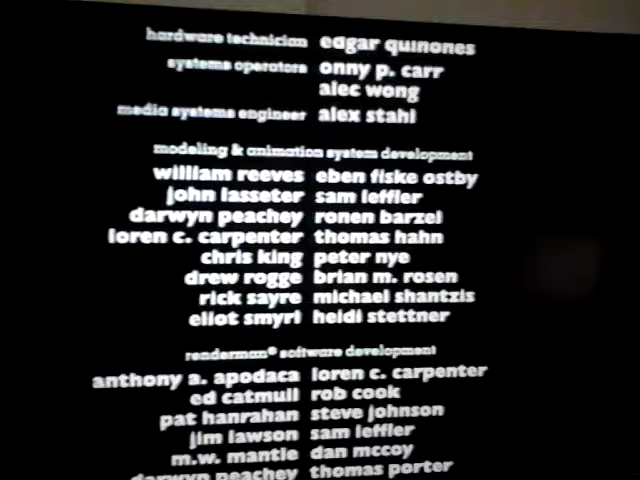 hardware technician edgar quinones
systems operators onny p. carr
alec wong
media systems engineer alex stahl
modeling & animation system development
william reeves eben fiske ostby
john lasseter sam leffler
darwyn peachey ronen barzel
loren c. carpenter thomas hahn
chris king peter nye
drew rogge brian m. rosen
rick sayre michael shantzis
eliot smyrl heidi stettner
renderman® software development
anthony a. apodaca loren c. carpenter
ed catmull rob cook
pat hanrahan steve johnson
jim lawson sam leffler
m.w. mantle dan mccoy
darwyn peachey thomas porter